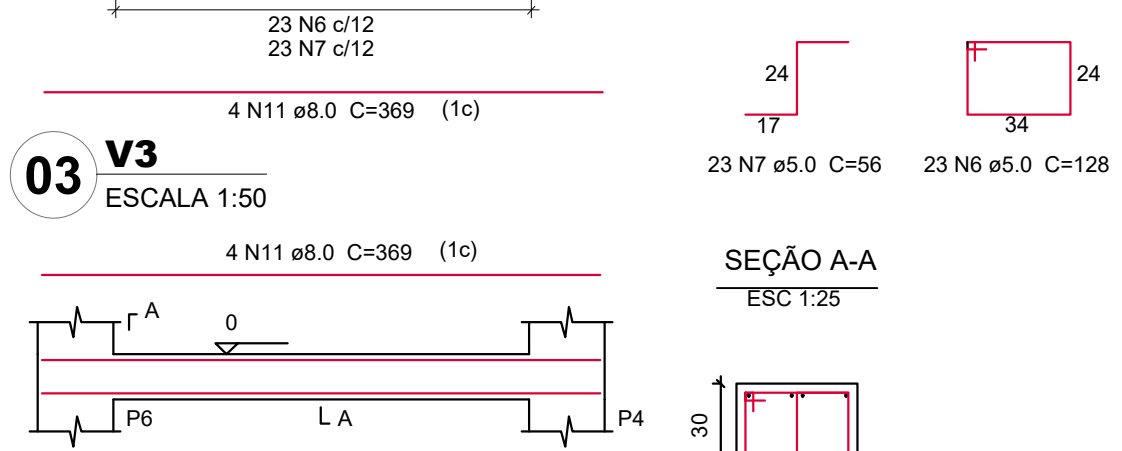 23 N6 c/12
23 N7 c/12
24
24
4 N11 ø8.0 C=369 (1c)
17
34
03 V3
23 N7 ø5.0 C=56
23 N6 ø5.0 C=128
ESCALA 1:50
4 N11 ø8.0 C=369 (1c)
SEÇÃO A-A
ESC 1:25
A
0
P6
A
P4
30